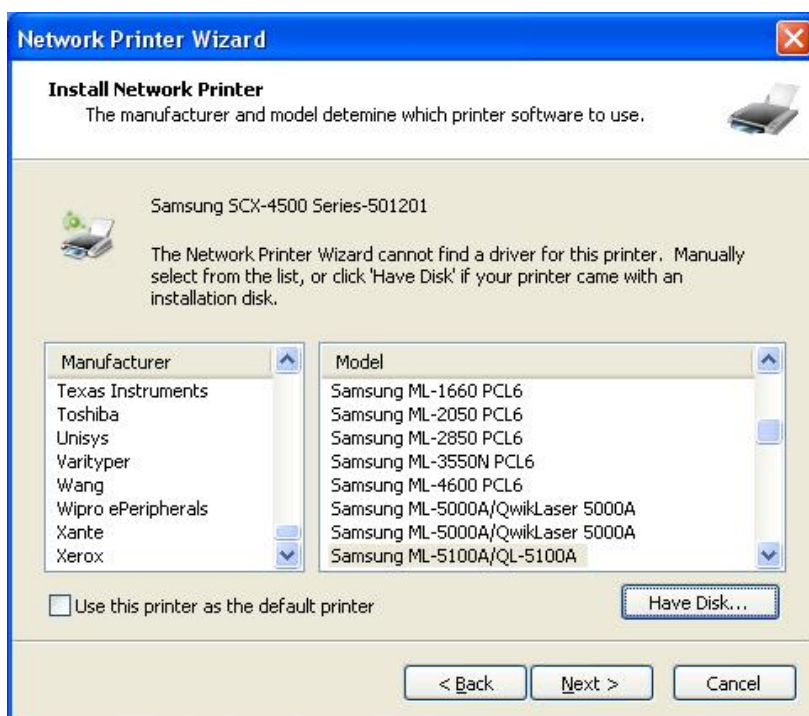 Network Printer Wizard
Install Network Printer
The manufacturer and model detemine which printer software to use.
Samsung SCX-4500 Series-501201
The Network Printer Wizard cannot find a driver for this printer. Manually
select from the list, or click 'Have Disk' if your printer came with an
installation disk.
Manufacturer
Texas Instruments
Toshiba
Unisys
Varityper
Wang
Wipro ePeripherals
Xante
Xerox
Model
Samsung ML-1660 PCL6
Samsung ML-2050 PCL6
Samsung ML-2850 PCL6
Samsung ML-3550N PCL6
Samsung ML-4600 PCL6
Samsung ML-5000A/QwikLaser 5000A
Samsung ML-5000A/QwikLaser 5000A
Samsung ML-5100A/QL-5100A
Use this printer as the default printer
Have Disk...
< Back
Next >
Cancel